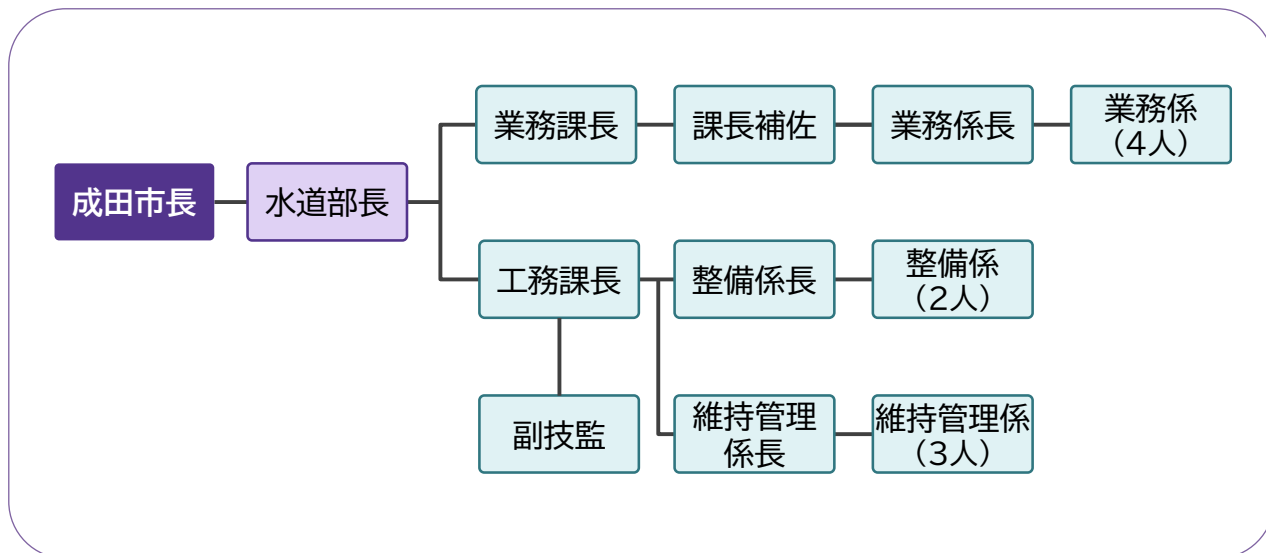 成田市長
水道部長
業務課長
課長補佐
業務係長
業務係
（4人）
工務課長
整備係長
整備係
（2人）
副技監
維持管理
係長
維持管理係
（3人）